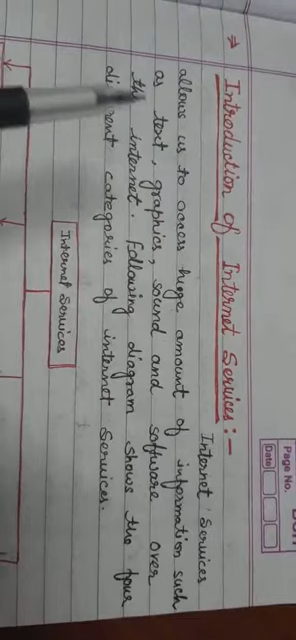 Page No.
Date
⇒ Introduction of Internet Services:-
Internet Services
allows us to access huge amount of information such
as text, graphics, sound and software over
the internet. Following diagram shows the four
different categories of internet services.
Internet Services